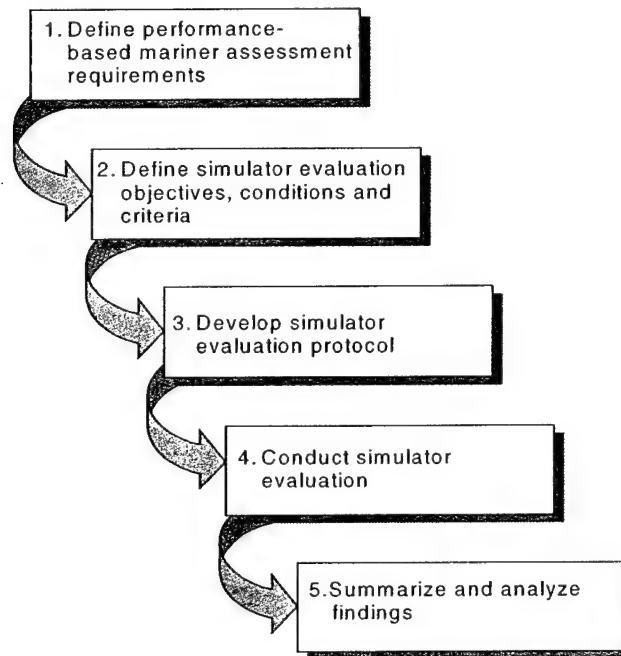 1. Define performance-
based mariner assessment
requirements
2. Define simulator evaluation
objectives, conditions and
criteria
3. Develop simulator
evaluation protocol
4. Conduct simulator
evaluation
5. Summarize and analyze
findings